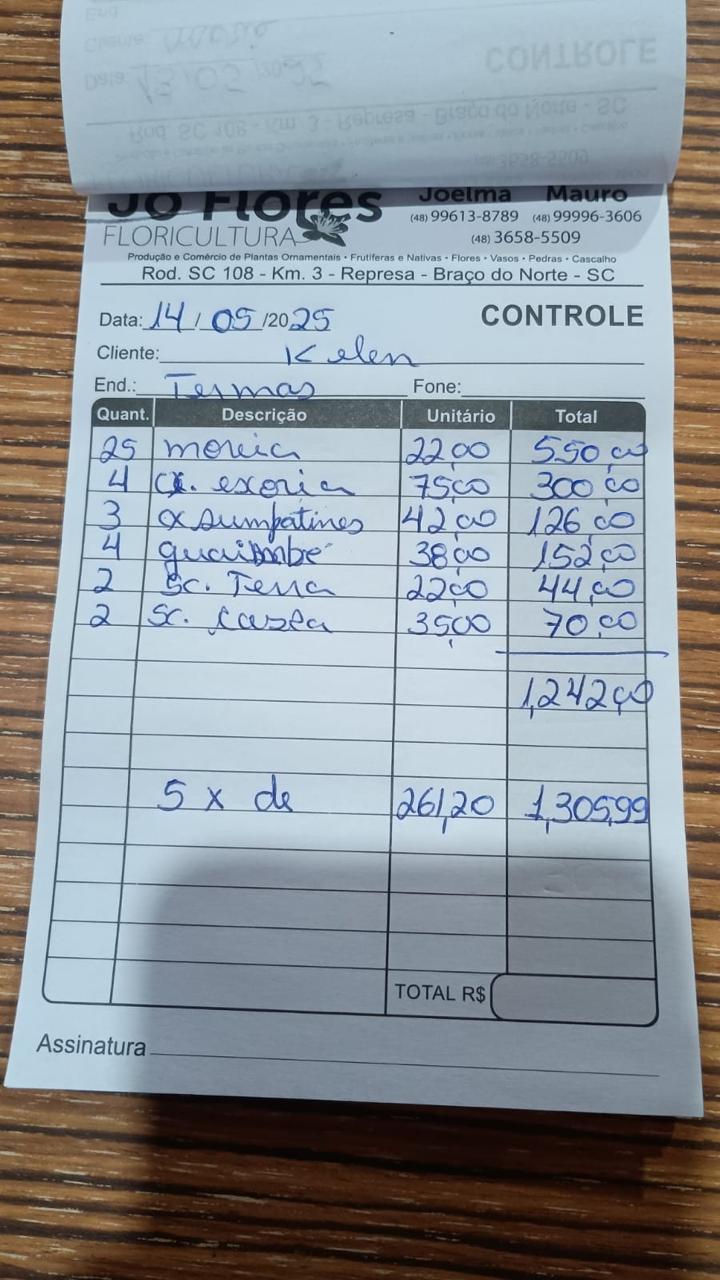 Jô Flores
FLORICULTURA
Joelma Mauro
(48) 99613-8789 (48) 99996-3606
(48) 3658-5509
Produção e Comércio de Plantas Ornamentais • Frutíferas e Nativas • Flores • Vasos • Pedras • Cascalho
Rod. SC 108 - Km. 3 - Represa - Braço do Norte - SC
Data: 14 / 05 /2025 CONTROLE
Cliente: Kelen
End.: Termas Fone:
Quant. Descrição Unitário Total
25 moreia 22,00 550,00
4 cx. exoria 75,00 300,00
3 cx sumpatines 42,00 126,00
4 guaimbé 38,00 152,00
2 Sc. Terra 22,00 44,00
2 Sc. casca 35,00 70,00
1,242,00
5 x de 261,20 1,305,99
TOTAL R$
Assinatura